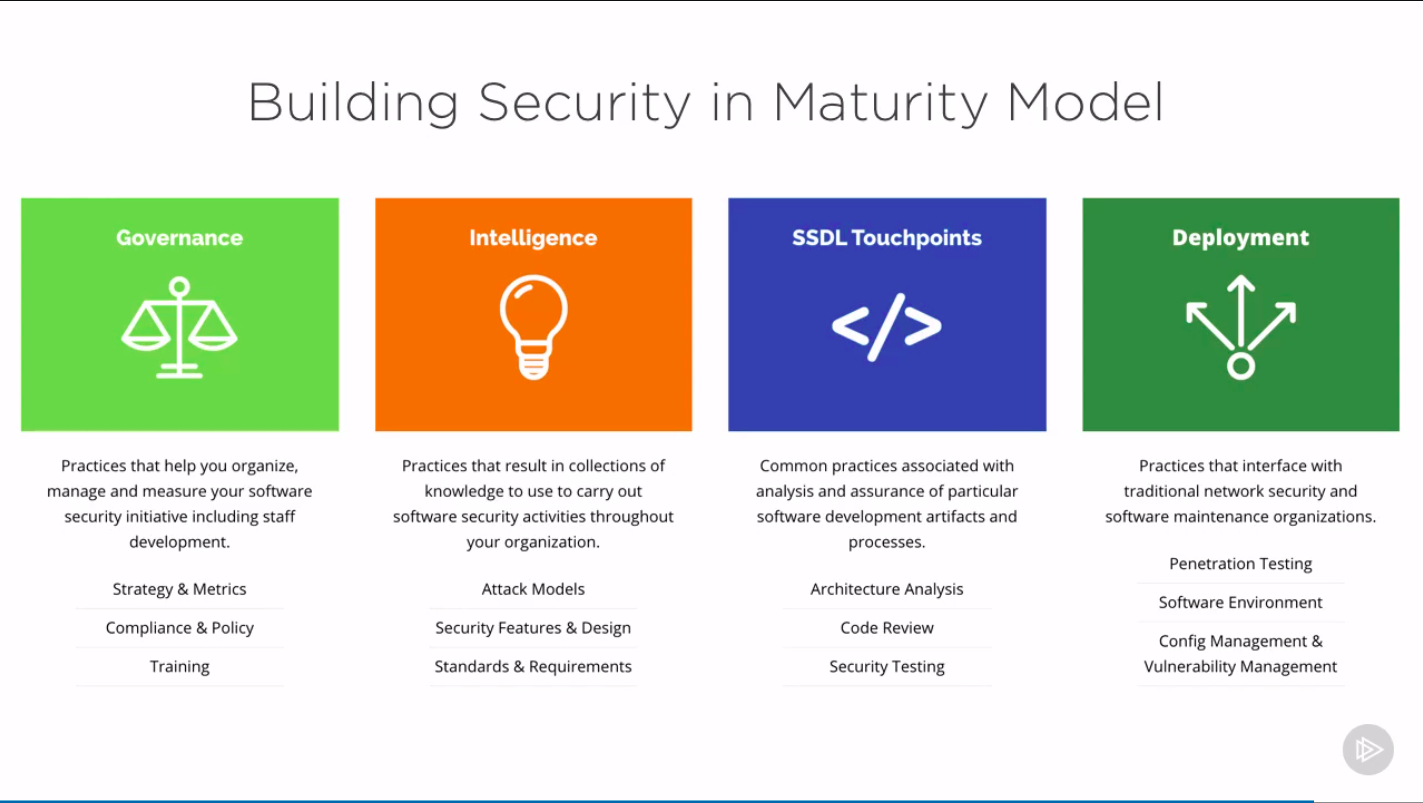 Building Security in Maturity Model
Governance
Practices that help you organize,
manage and measure your software
security initiative including staff
development.
Strategy & Metrics
Compliance & Policy
Training
Intelligence
Practices that result in collections of
knowledge to use to carry out
software security activities throughout
your organization.
Attack Models
Security Features & Design
Standards & Requirements
SSDL Touchpoints
</>
Common practices associated with
analysis and assurance of particular
software development artifacts and
processes.
Architecture Analysis
Code Review
Security Testing
Deployment
Practices that interface with
traditional network security and
software maintenance organizations.
Penetration Testing
Software Environment
Config Management &
Vulnerability Management